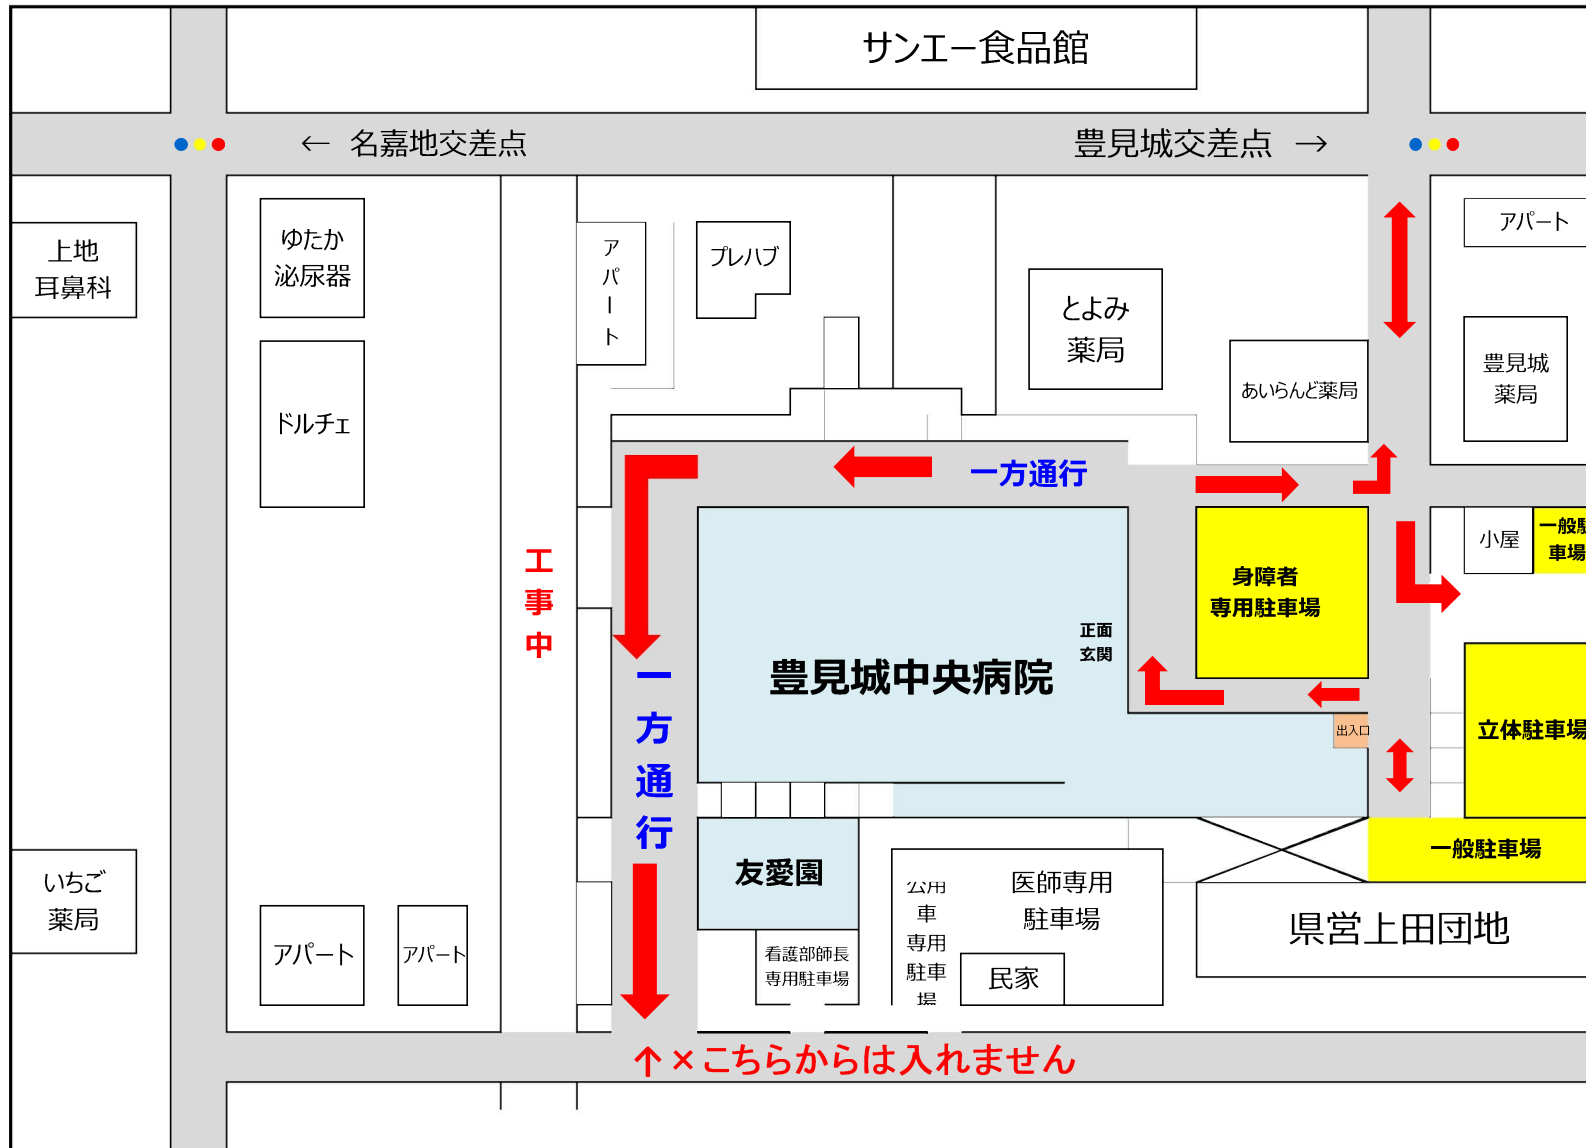 サンエー食品館
← 名嘉地交差点
豊見城交差点 →
上地
耳鼻科
ゆたか
泌尿器
アパート
プレハブ
とよみ
薬局
アパート
あいらんど薬局
豊見城
薬局
ドルチェ
一方通行
工事中
身障者
専用駐車場
小屋
一般駐
車場
正面
玄関
豊見城中央病院
一方通行
出入口
立体駐車場
一般駐車場
友愛園
いちご
薬局
アパート
アパート
看護部師長
専用駐車場
公用
車
専用
駐車
場
医師専用
駐車場
民家
県営上田団地
↑×こちらからは入れません